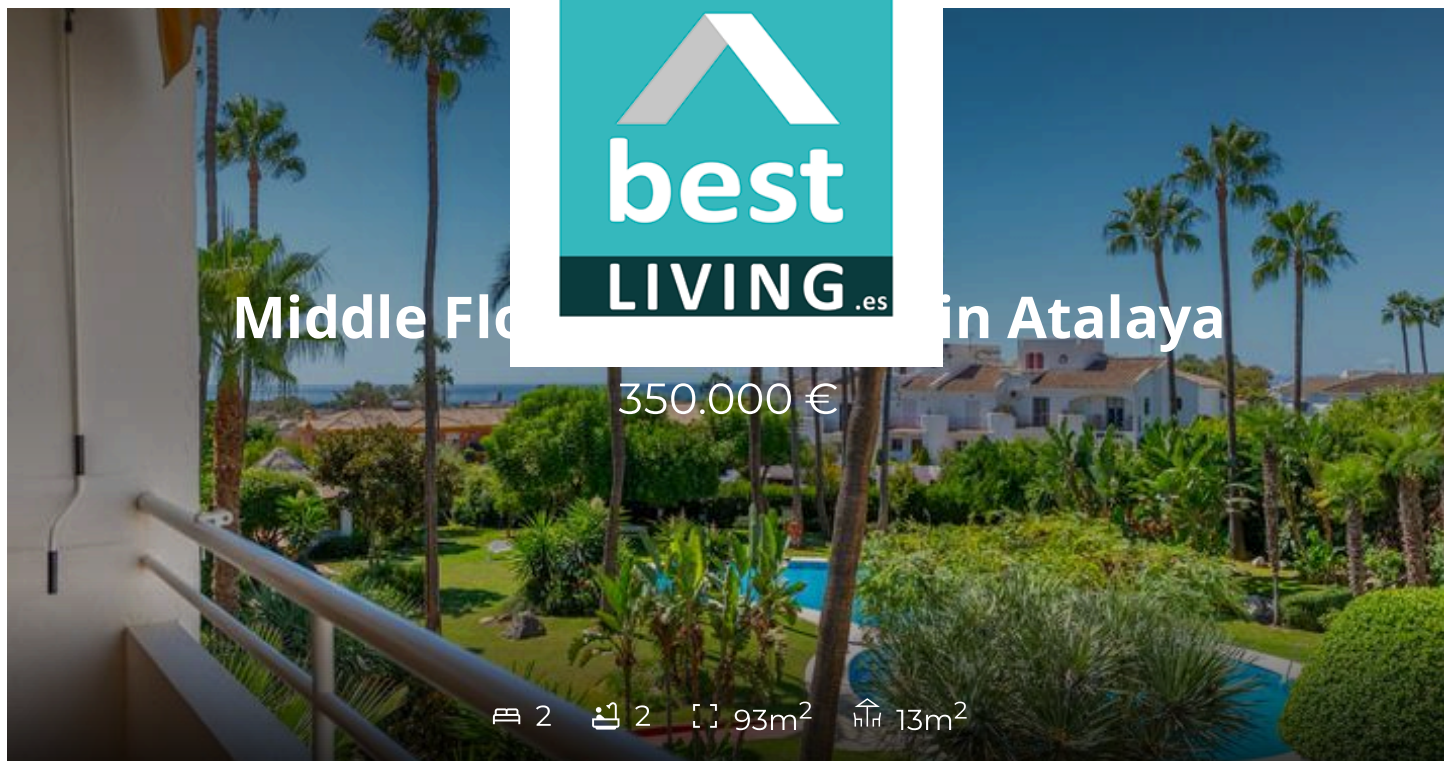 best
LIVING.es
Middle Flo in Atalaya
350.000 €
2 2 93m² 13m²